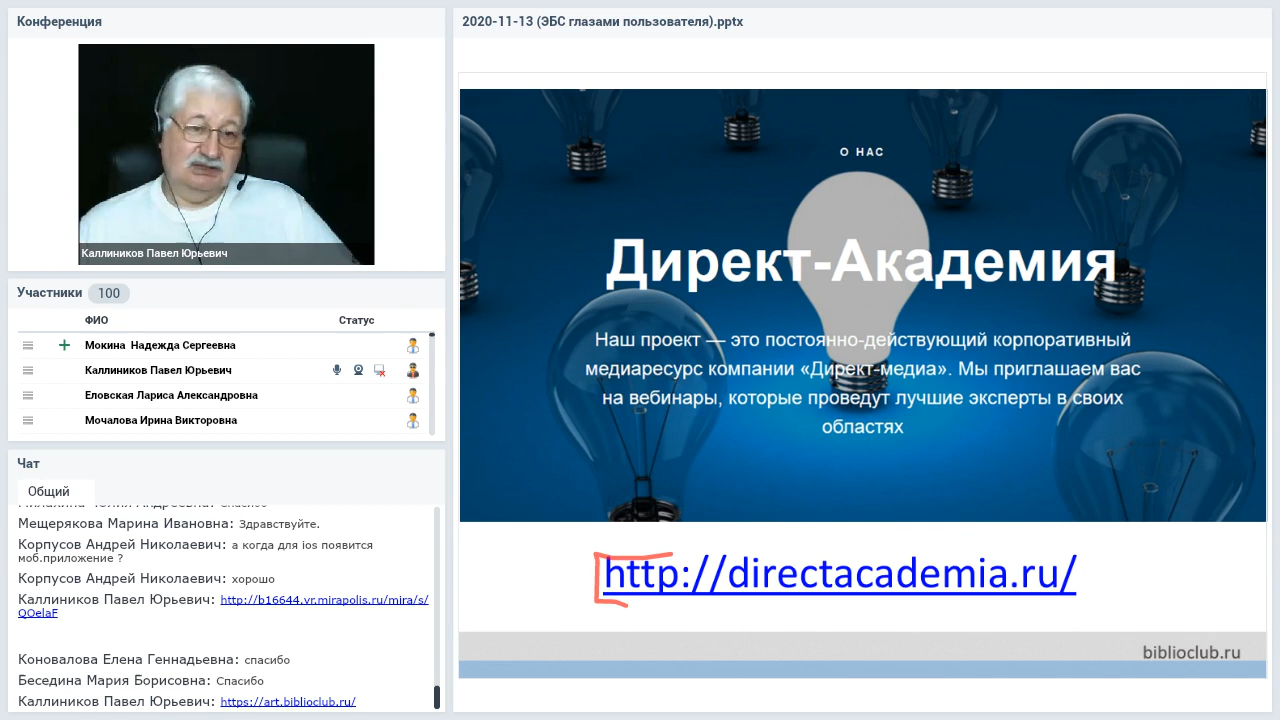 Конференция
Каллиников Павел Юрьевич
Участники 100
ФИО Статус
Мокина Надежда Сергеевна
Каллиников Павел Юрьевич
Еловская Лариса Александровна
Мочалова Ирина Викторовна
Чат
Общий
Мещерякова Марина Ивановна: Здравствуйте.
Корпусов Андрей Николаевич: а когда для ios появится
моб.приложение ?
Корпусов Андрей Николаевич: хорошо
Каллиников Павел Юрьевич: http://b16644.vr.mirapolis.ru/mira/s/
QOelaF
Коновалова Елена Геннадьевна: спасибо
Беседина Мария Борисовна: Спасибо
Каллиников Павел Юрьевич: https://art.biblioclub.ru/
2020-11-13 (ЭБС глазами пользователя).pptx
О НАС
Директ-Академия
Наш проект — это постоянно-действующий корпоративный
медиаресурс компании «Директ-медиа». Мы приглашаем вас
на вебинары, которые проведут лучшие эксперты в своих
областях
http://directacademia.ru/
biblioclub.ru